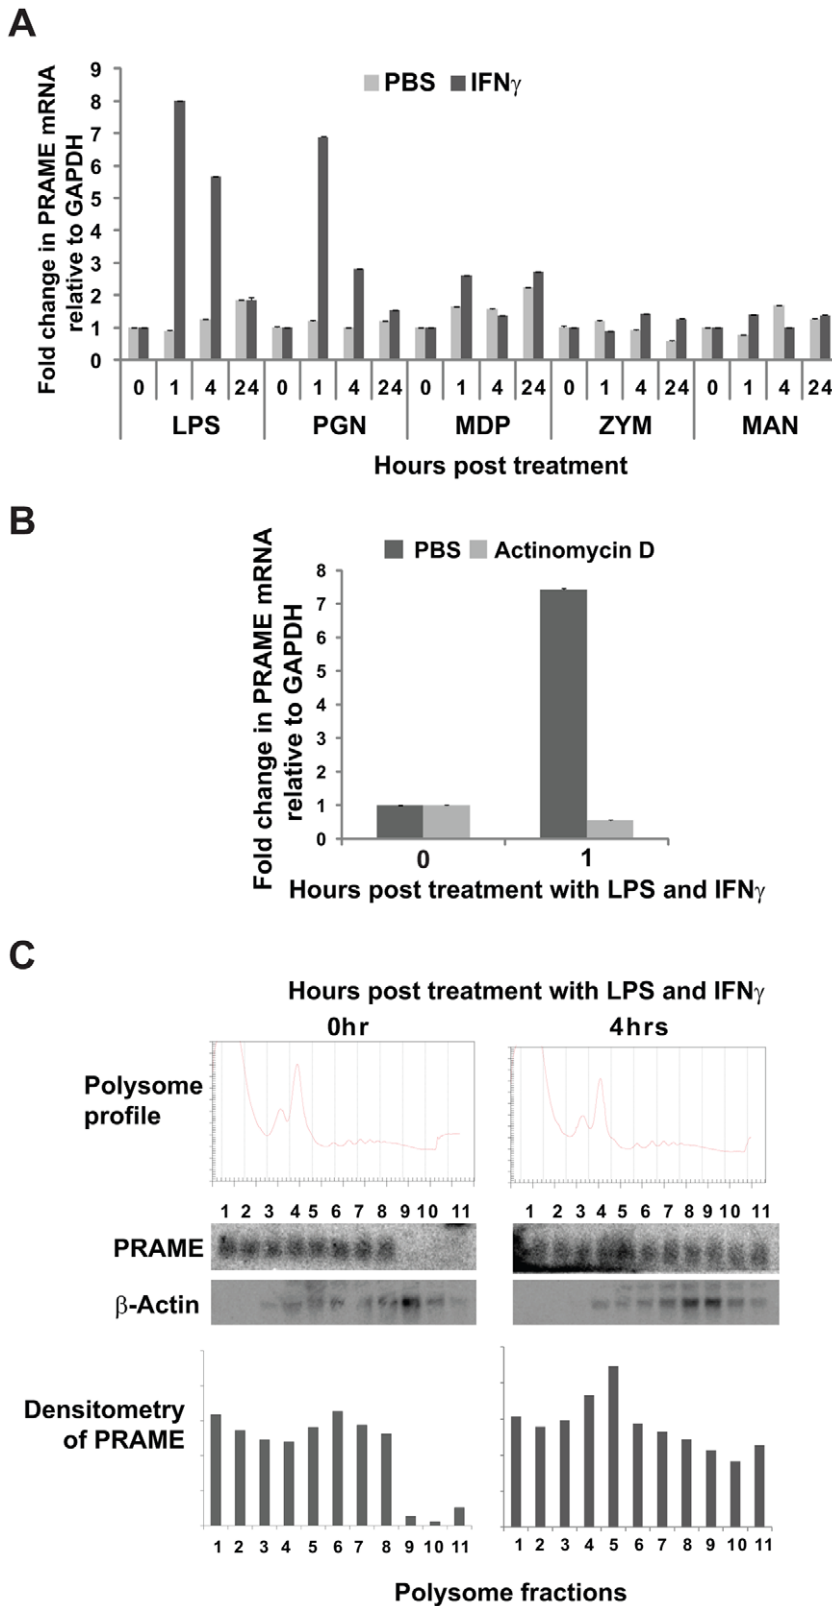 A
Fold change in PRAME mRNA
relative to GAPDH
PBS IFNγ
9
8
7
6
5
4
3
2
1
0
0 1 4 24 0 1 4 24 0 1 4 24 0 1 4 24 0 1 4 24
LPS PGN MDP ZYM MAN
Hours post treatment
B
Fold change in PRAME mRNA
relative to GAPDH
PBS Actinomycin D
8
7
6
5
4
3
2
1
0
0 1
Hours post treatment with LPS and IFNγ
C
Hours post treatment with LPS and IFNγ
0hr 4hrs
Polysome
profile
1 2 3 4 5 6 7 8 9 10 11 1 2 3 4 5 6 7 8 9 10 11
PRAME
β-Actin
Densitometry
of PRAME
1 2 3 4 5 6 7 8 9 10 11 1 2 3 4 5 6 7 8 9 10 11
Polysome fractions